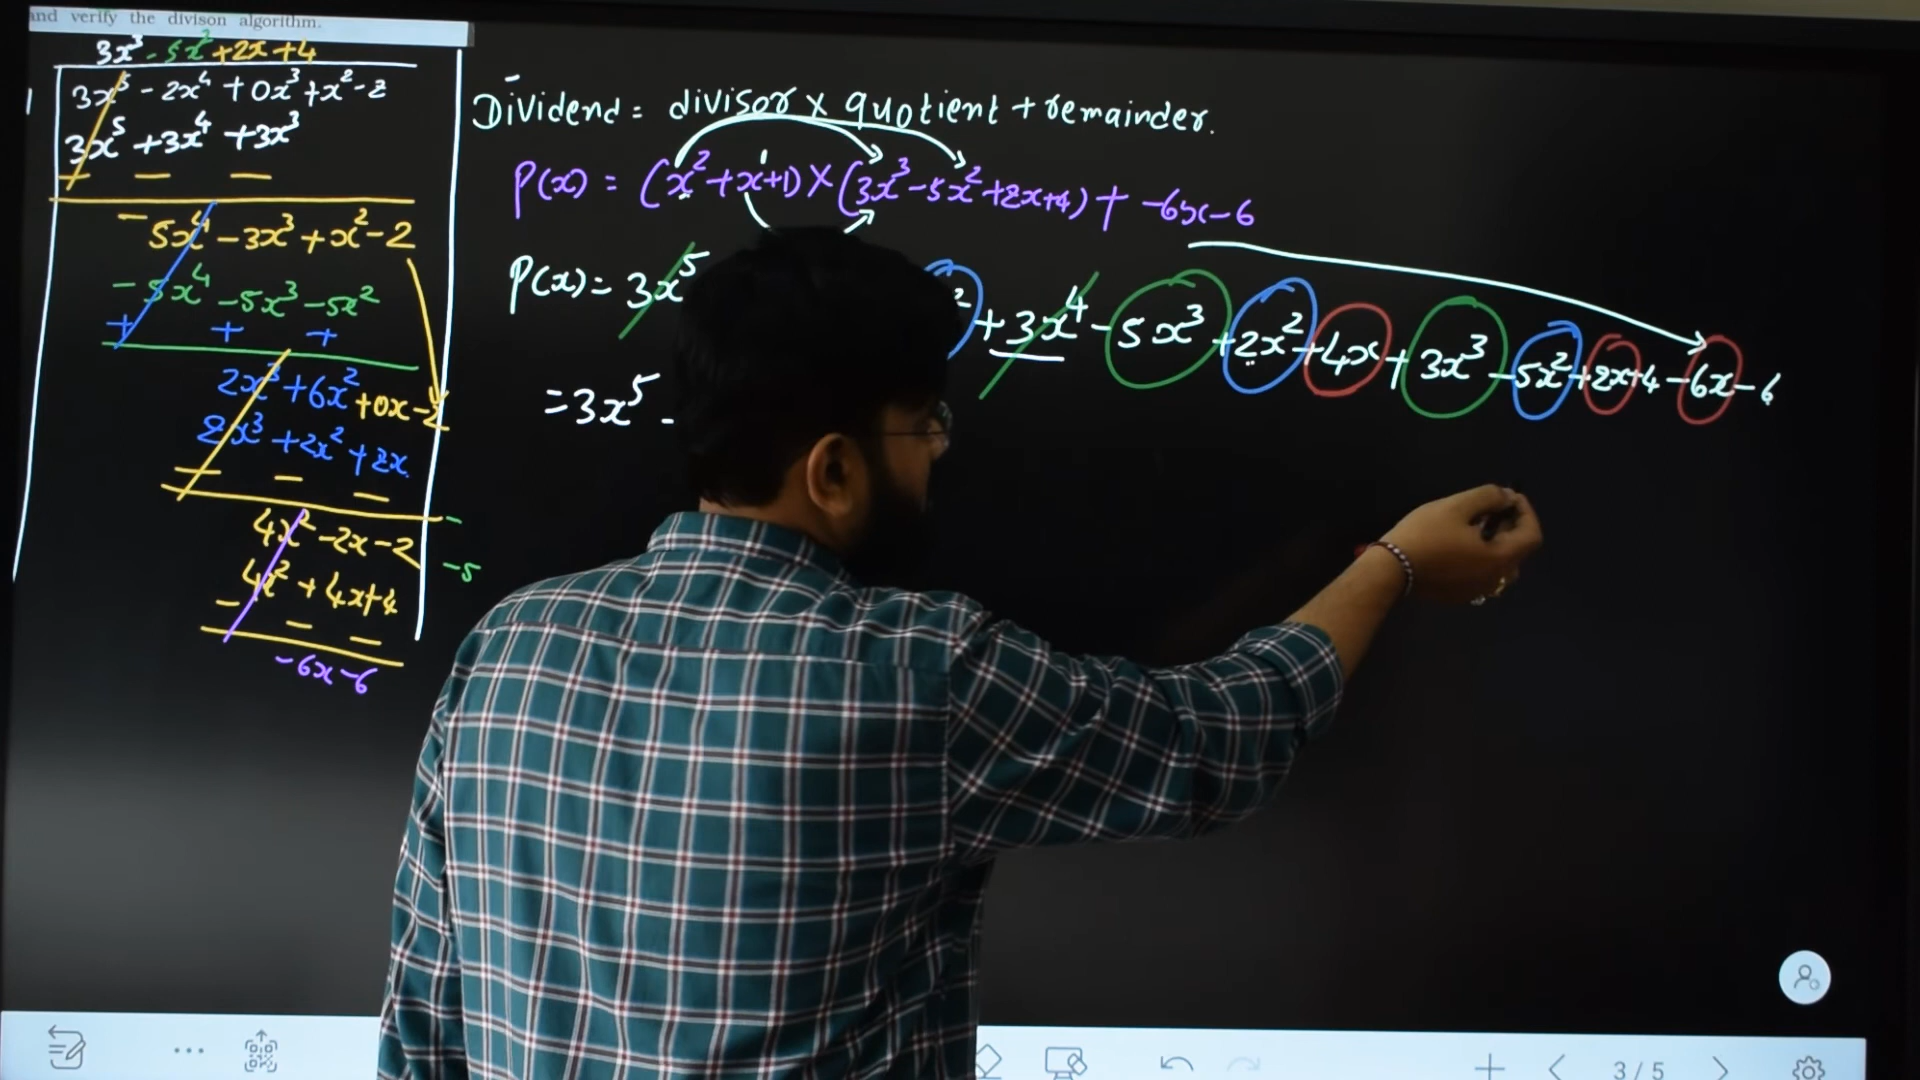 and verify the divison algorithm.
3x³ - 5x² + 2x + 4
1
3x⁵ - 2x⁴ + 0x³ + x² - 2
3x⁵ + 3x⁴ + 3x³
- - -
- 5x⁴ - 3x³ + x² - 2
- 5x⁴ - 5x³ - 5x²
+ + +
2x³ + 6x² + 0x - 2
2x³ + 2x² + 2x
- - -
4x² - 2x - 2
4x² + 4x + 4
- - -
- 6x - 6
-
-5
Dividend = divisor × quotient + remainder.
P(x) = (x² + x + 1) × (3x³ - 5x² + 2x + 4) + -6x - 6
P(x) = 3x⁵ + 3x⁴ - 5x³ + 2x² + 4x + 3x³ - 5x² + 2x + 4 - 6x - 6
= 3x⁵ -
3 / 5